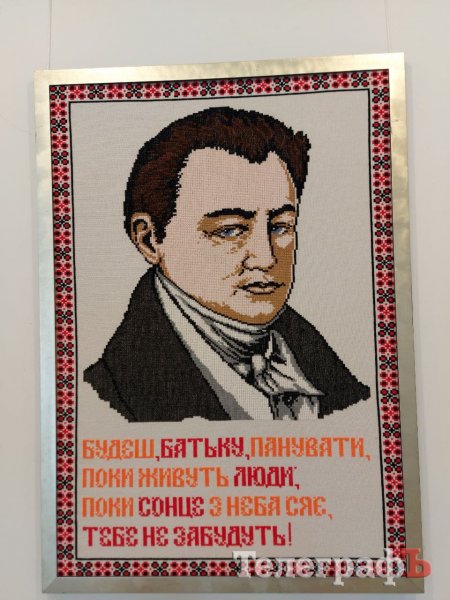 БУДЕШ, БАТЬКУ, ПАНУВАТИ,
ПОКИ ЖИВУТЬ ЛЮДИ;
ПОКИ СОНЦЕ З НЕБА СЯЄ,
ТЕБЕ НЕ ЗАБУДУТЬ!
ТелеграфЪ